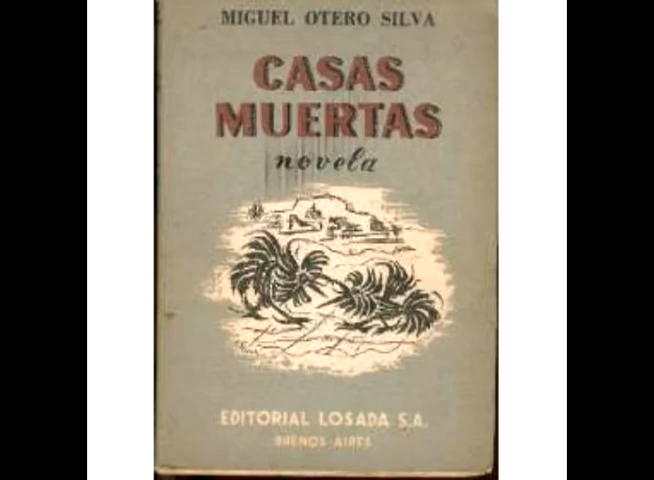 MIGUEL OTERO SILVA
CASAS
MUERTAS
novela
EDITORIAL LOSADA S.A.
BUENOS AIRES